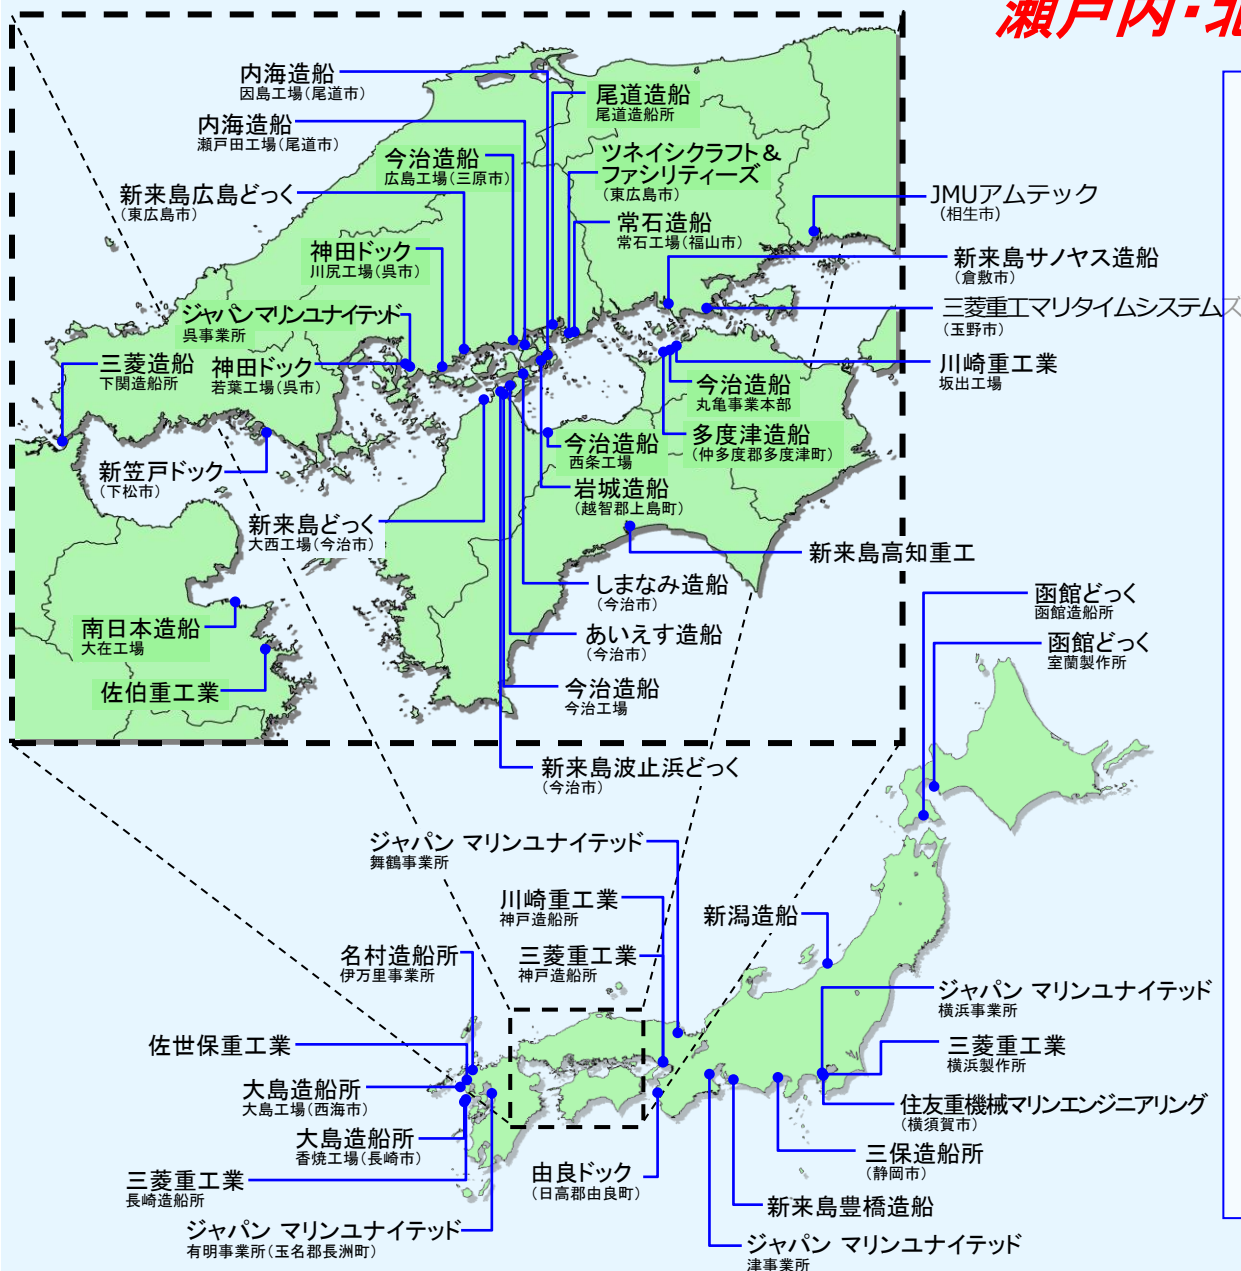 瀬戸内・北
内海造船
因島工場(尾道市)
尾道造船
尾道造船所
内海造船
瀬戸田工場(尾道市)
今治造船
広島工場(三原市)
ツネイシクラフト＆
ファシリティーズ
(東広島市)
新来島広島どっく
(東広島市)
JMUアムテック
(相生市)
常石造船
常石工場(福山市)
神田ドック
川尻工場(呉市)
新来島サノヤス造船
(倉敷市)
ジャパンマリンユナイテッド
呉事業所
三菱重工マリタイムシステムズ
(玉野市)
三菱造船
下関造船所
神田ドック
若葉工場(呉市)
川崎重工業
坂出工場
今治造船
丸亀事業本部
今治造船
西条工場
多度津造船
(仲多度郡多度津町)
新笠戸ドック
(下松市)
岩城造船
(越智郡上島町)
新来島どっく
大西工場(今治市)
新来島高知重工
しまなみ造船
(今治市)
函館どっく
函館造船所
南日本造船
大在工場
あいえす造船
(今治市)
函館どっく
室蘭製作所
佐伯重工業
今治造船
今治工場
新来島波止浜どっく
(今治市)
ジャパン マリンユナイテッド
舞鶴事業所
川崎重工業
神戸造船所
新潟造船
名村造船所
伊万里事業所
三菱重工業
神戸造船所
ジャパン マリンユナイテッド
横浜事業所
佐世保重工業
三菱重工業
横浜製作所
大島造船所
大島工場(西海市)
住友重機械マリンエンジニアリング
(横須賀市)
大島造船所
香焼工場(長崎市)
三保造船所
(静岡市)
三菱重工業
長崎造船所
由良ドック
(日高郡由良町)
新来島豊橋造船
ジャパン マリンユナイテッド
有明事業所(玉名郡長洲町)
ジャパン マリンユナイテッド
津事業所